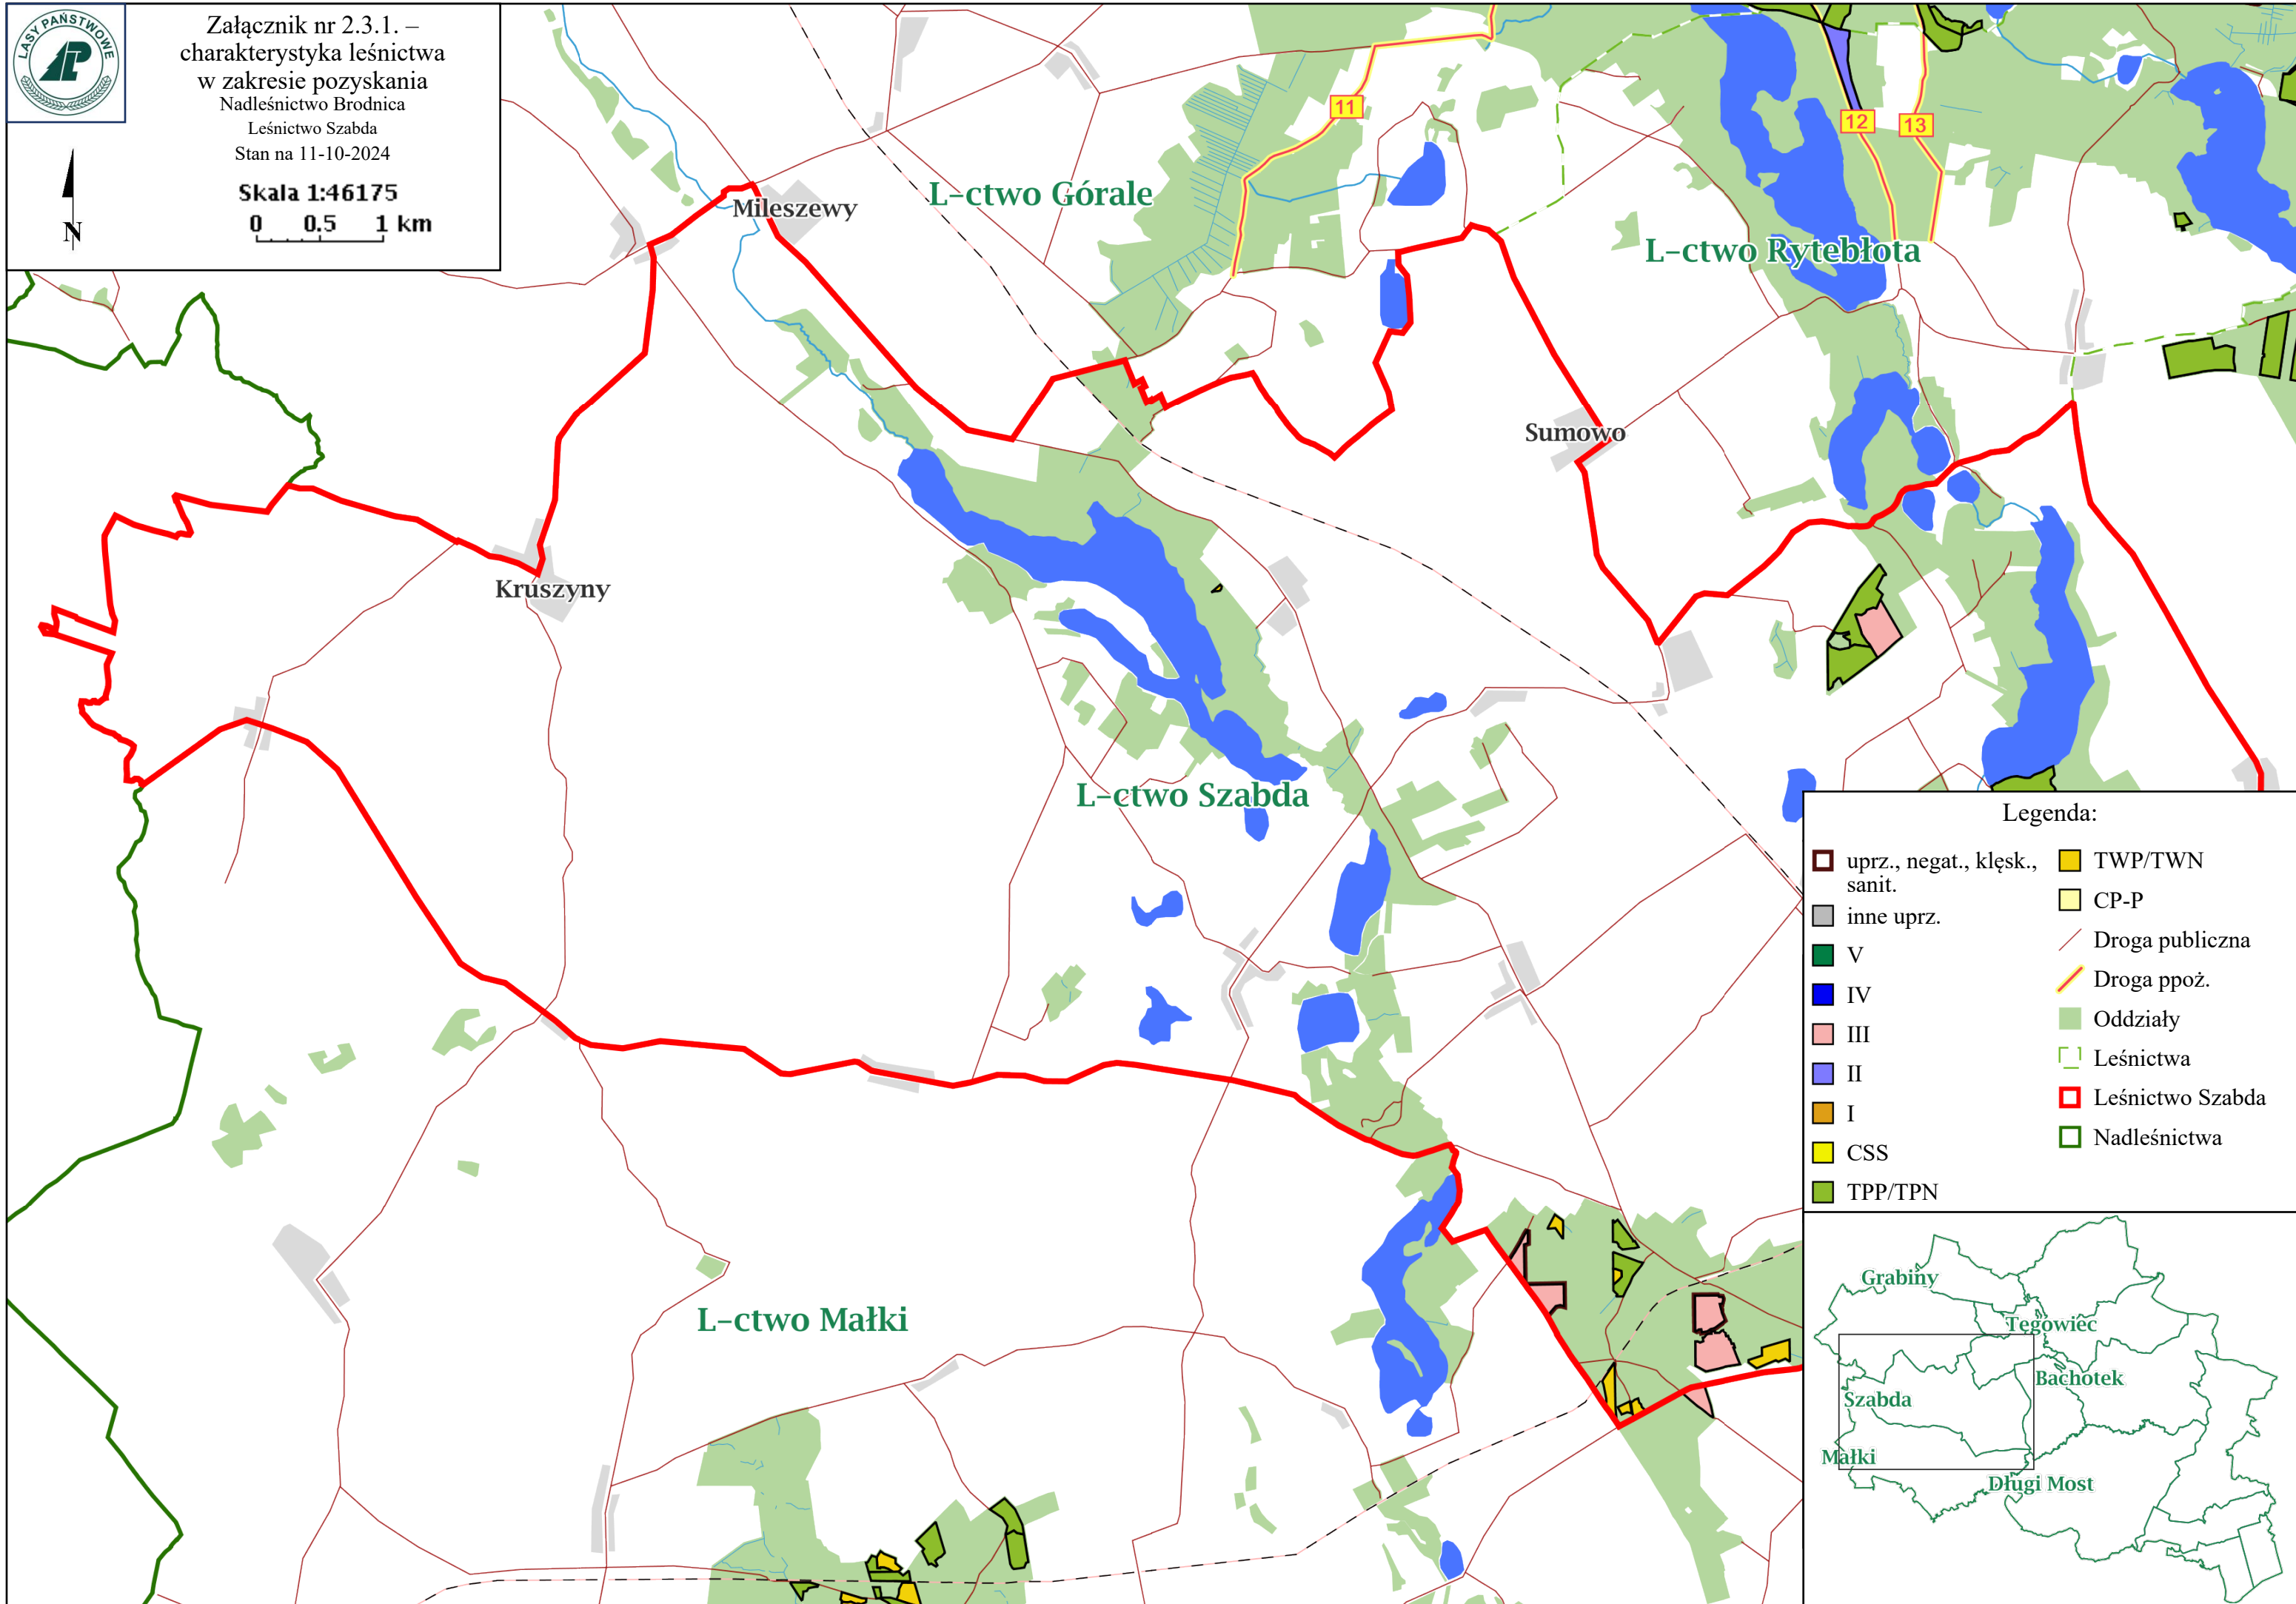 LASY PAŃSTWOWE
Załącznik nr 2.3.1. –
charakterystyka leśnictwa
w zakresie pozyskania
Nadleśnictwo Brodnica
Leśnictwo Szabda
Stan na 11-10-2024
Skala 1:46175
0 0.5 1 km
N
11
12
13
L-ctwo Górale
Mileszewy
L-ctwo Rytebłota
Sumowo
Kruszyny
L-ctwo Szabda
L-ctwo Małki
Legenda:
uprz., negat., klęsk.,
sanit.
inne uprz.
V
IV
III
II
I
CSS
TPP/TPN
TWP/TWN
CP-P
Droga publiczna
Droga ppoż.
Oddziały
Leśnictwa
Leśnictwo Szabda
Nadleśnictwa
Grabiny
Tęgowiec
Bachotek
Szabda
Małki
Długi Most